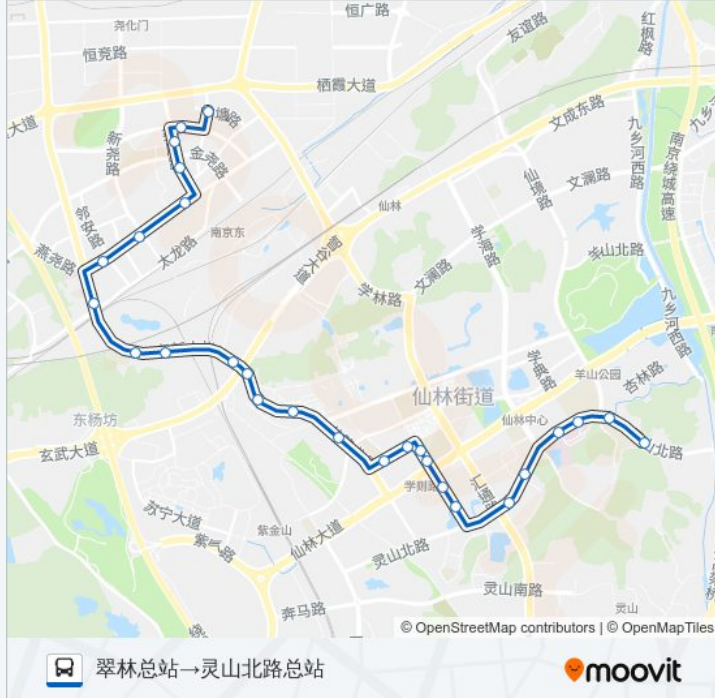 恒广路
尧化门
恒竞路
友谊路
红枫路
栖霞大道
大道
文成东路
九乡河西路
新尧路
金尧路
南京绕城高速
仙境路
文澜路
仙林
邻安路
南京东
学海路
燕尧路
太龙路
羊山北路
文澜路
学林路
九乡河西路
学典路
羊山公园
杏林路
仙林街道
东杨坊
仙林中心
玄武大道
北路
学则路
汇通路
苏宁大道
紫金山
仙林大道
紫气路
灵山北路
灵山南路
奔马路
灵山
© OpenStreetMap contributors | © OpenMapTiles
翠林总站→灵山北路总站
moovit